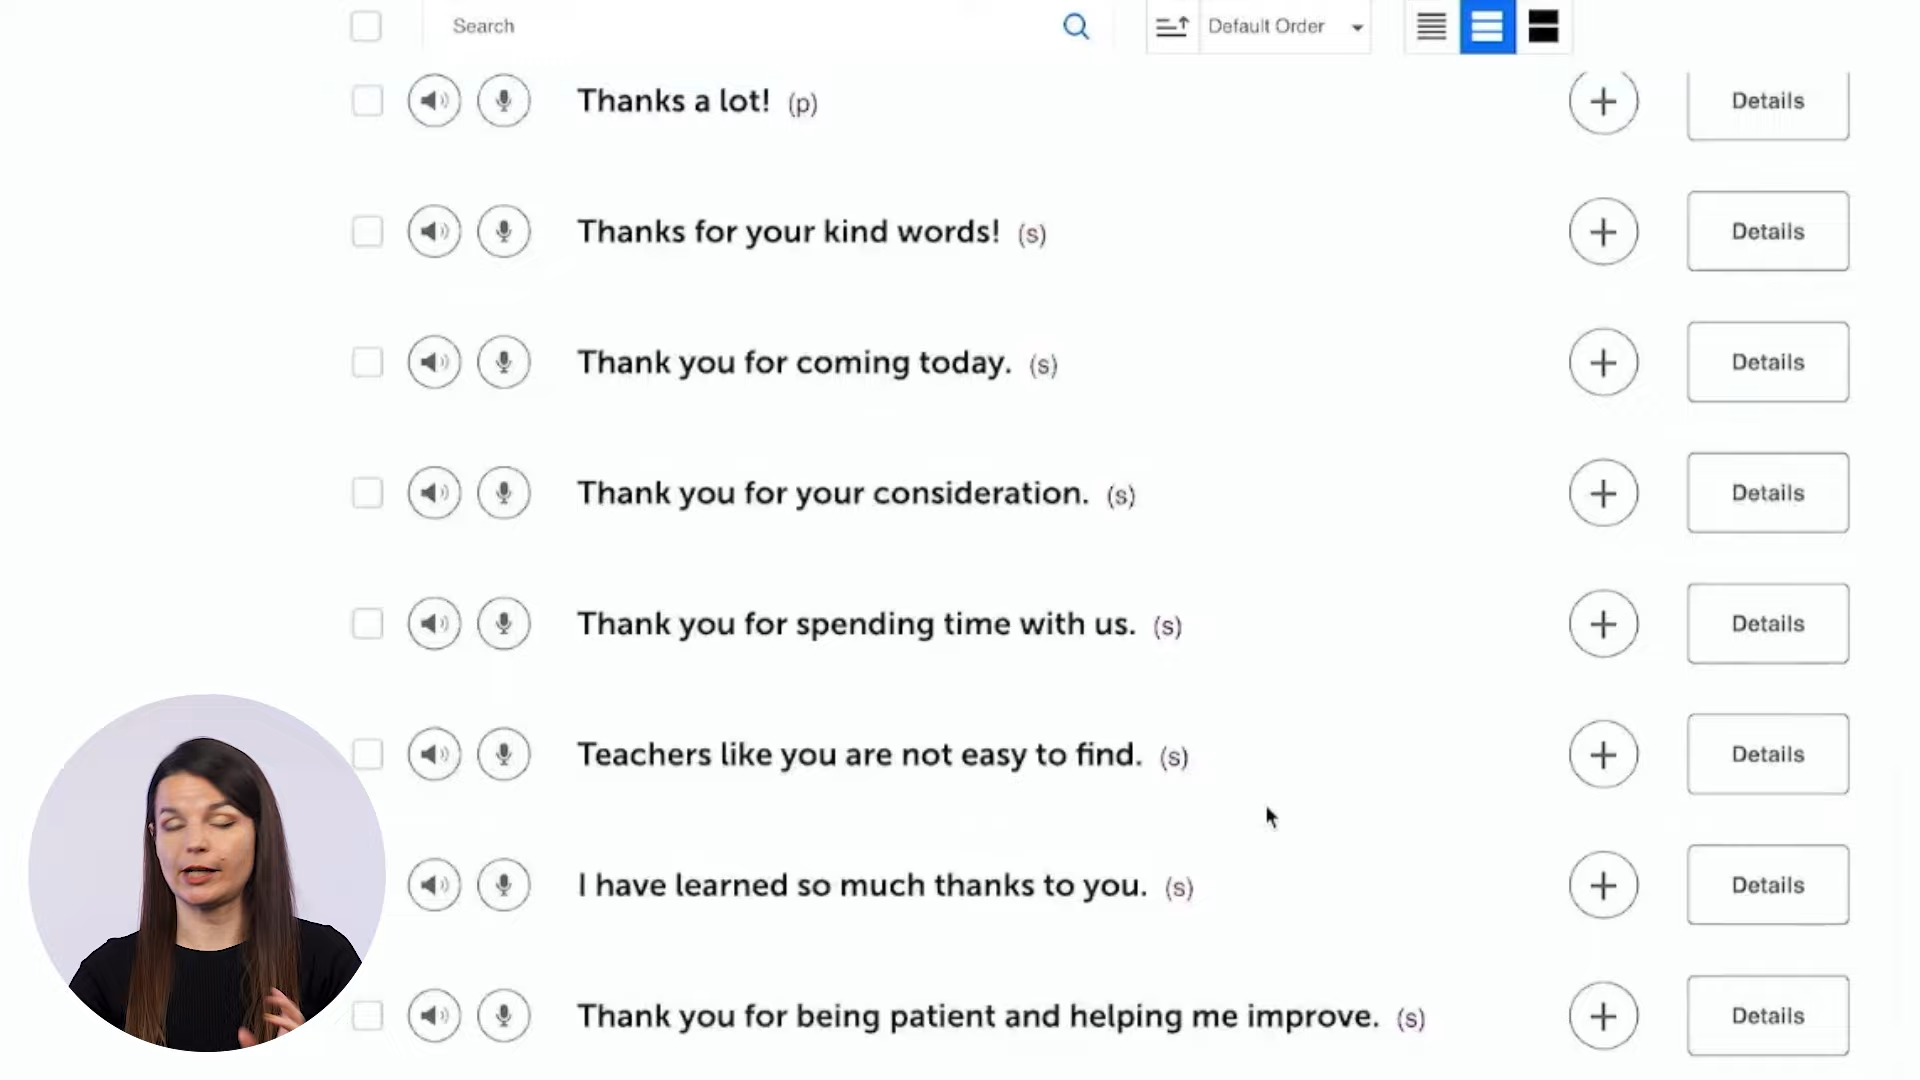 Search
Default Order
Thanks a lot! (p)
Details
Thanks for your kind words! (s)
Details
Thank you for coming today. (s)
Details
Thank you for your consideration. (s)
Details
Thank you for spending time with us. (s)
Details
Teachers like you are not easy to find. (s)
Details
I have learned so much thanks to you. (s)
Details
Thank you for being patient and helping me improve. (s)
Details